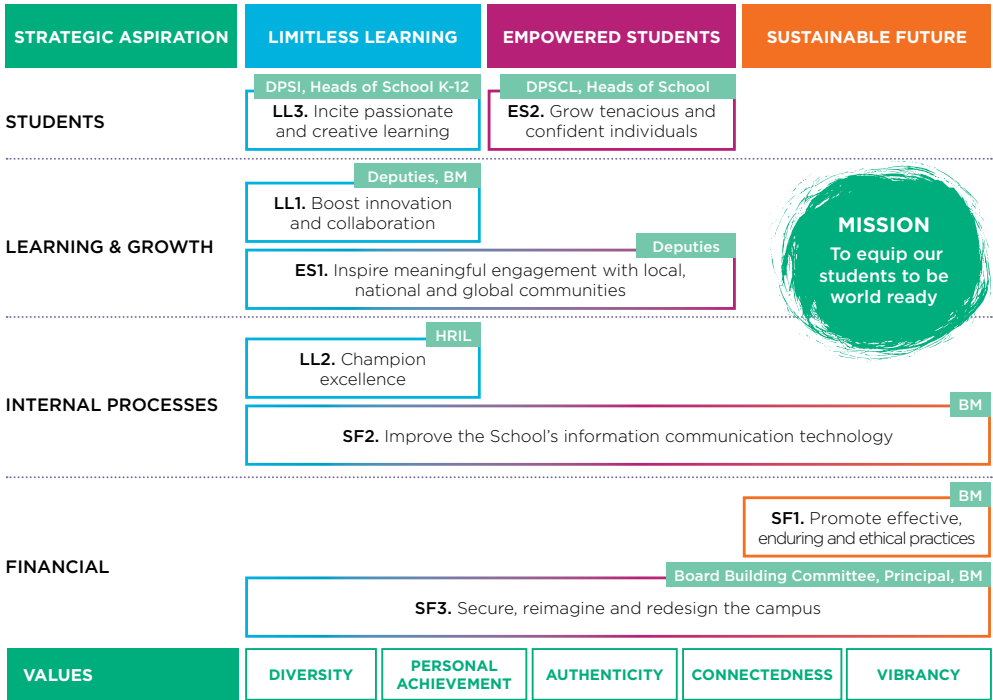 STRATEGIC ASPIRATION
LIMITLESS LEARNING
EMPOWERED STUDENTS
SUSTAINABLE FUTURE
STUDENTS
DPSI, Heads of School K-12
LL3. Incite passionate
and creative learning
DPSCL, Heads of School
ES2. Grow tenacious and
confident individuals
LEARNING & GROWTH
Deputies, BM
LL1. Boost innovation
and collaboration
Deputies
ES1. Inspire meaningful engagement with local,
national and global communities
MISSION
To equip our
students to be
world ready
INTERNAL PROCESSES
HRIL
LL2. Champion
excellence
BM
SF2. Improve the School’s information communication technology
FINANCIAL
BM
SF1. Promote effective,
enduring and ethical practices
Board Building Committee, Principal, BM
SF3. Secure, reimagine and redesign the campus
VALUES
DIVERSITY
PERSONAL
ACHIEVEMENT
AUTHENTICITY
CONNECTEDNESS
VIBRANCY